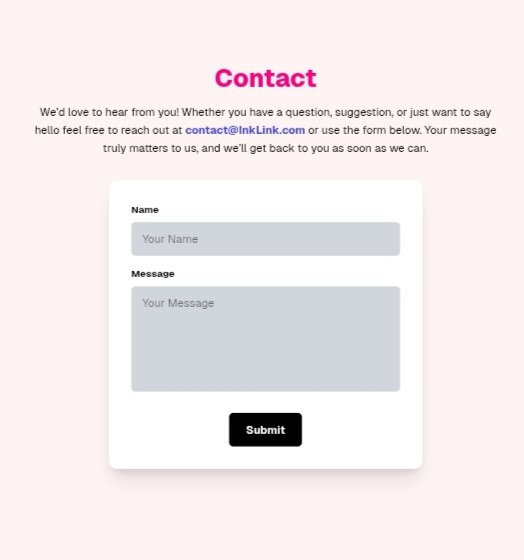 Contact
We'd love to hear from you! Whether you have a question, suggestion, or just want to say
hello feel free to reach out at contact@InkLink.com or use the form below. Your message
truly matters to us, and we'll get back to you as soon as we can.
Name
Your Name
Message
Your Message
Submit